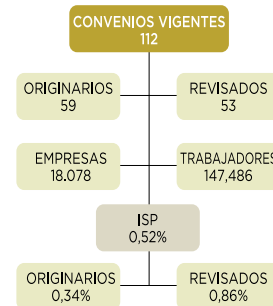 CONVENIOS VIGENTES
112
ORIGINARIOS
59
REVISADOS
53
EMPRESAS
18.078
TRABAJADORES
147,486
ISP
0,52%
ORIGINARIOS
0,34%
REVISADOS
0,86%